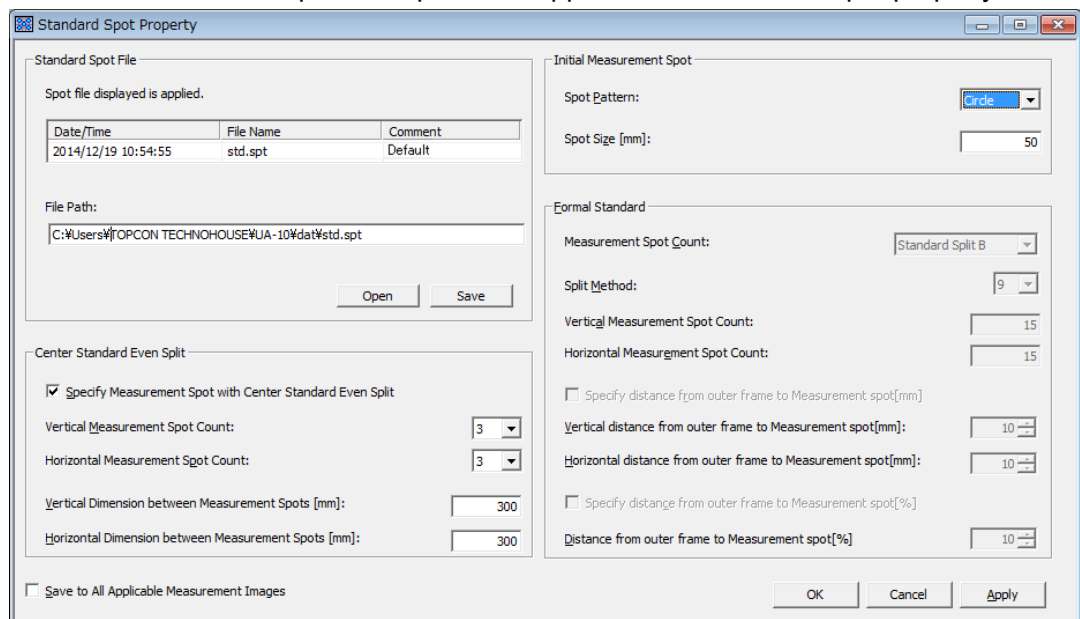 Standard Spot Property
Standard Spot File
Spot file displayed is applied.
Date/Time File Name Comment
2014/12/19 10:54:55 std.spt Default
File Path:
C:¥Users¥TOPCON TECHNOHOUSE¥UA-10¥dat¥std.spt
Open Save
Center Standard Even Split
Specify Measurement Spot with Center Standard Even Split
Vertical Measurement Spot Count: 3
Horizontal Measurement Spot Count: 3
Vertical Dimension between Measurement Spots [mm]: 300
Horizontal Dimension between Measurement Spots [mm]: 300
Save to All Applicable Measurement Images
Initial Measurement Spot
Spot Pattern: Circle
Spot Size [mm]: 50
Formal Standard
Measurement Spot Count: Standard Split B
Split Method: 9
Vertical Measurement Spot Count: 15
Horizontal Measurement Spot Count: 15
Specify distance from outer frame to Measurement spot[mm]
Vertical distance from outer frame to Measurement spot[mm]: 10
Horizontal distance from outer frame to Measurement spot[mm]: 10
Specify distance from outer frame to Measurement spot[%]
Distance from outer frame to Measurement spot[%] 10
OK Cancel Apply